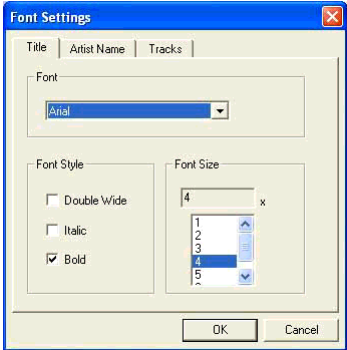 Font Settings
Title Artist Name Tracks
Font
Arial
Font Style Font Size
Double Wide 4 x
Italic 1
2
3
Bold 4
5
OK Cancel